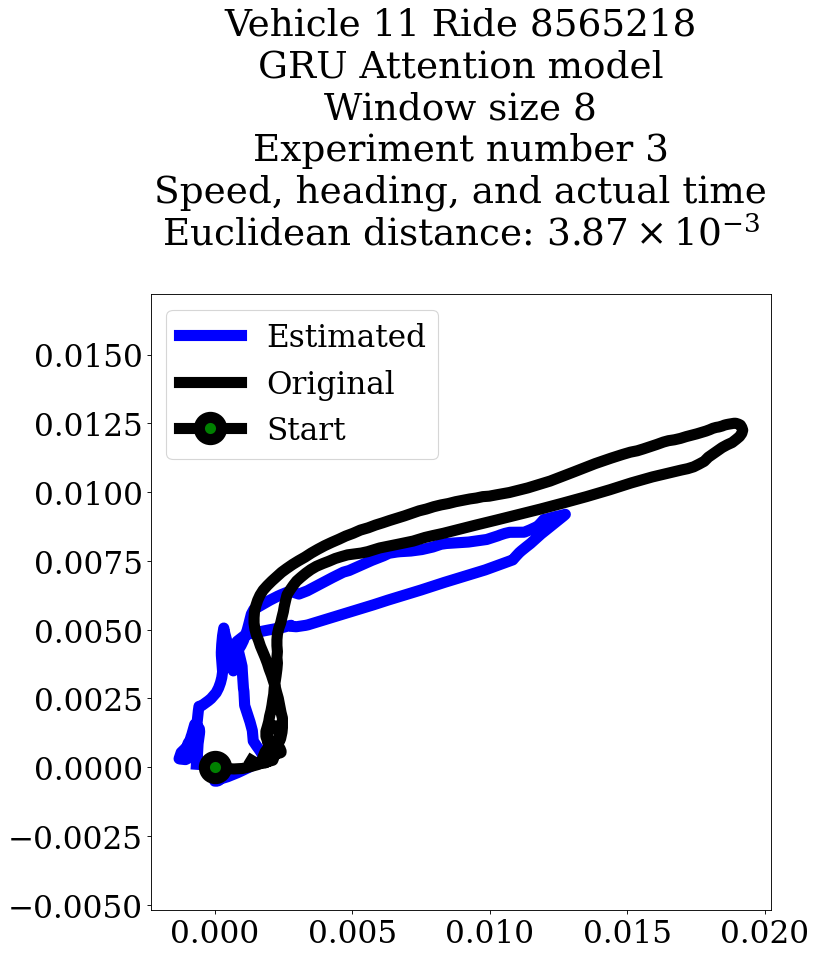 Vehicle 11 Ride 8565218
GRU Attention model
Window size 8
Experiment number 3
Speed, heading, and actual time
Euclidean distance: 3.87 × 10⁻³
Estimated
Original
Start
0.0150
0.0125
0.0100
0.0075
0.0050
0.0025
0.0000
−0.0025
−0.0050
0.000 0.005 0.010 0.015 0.020